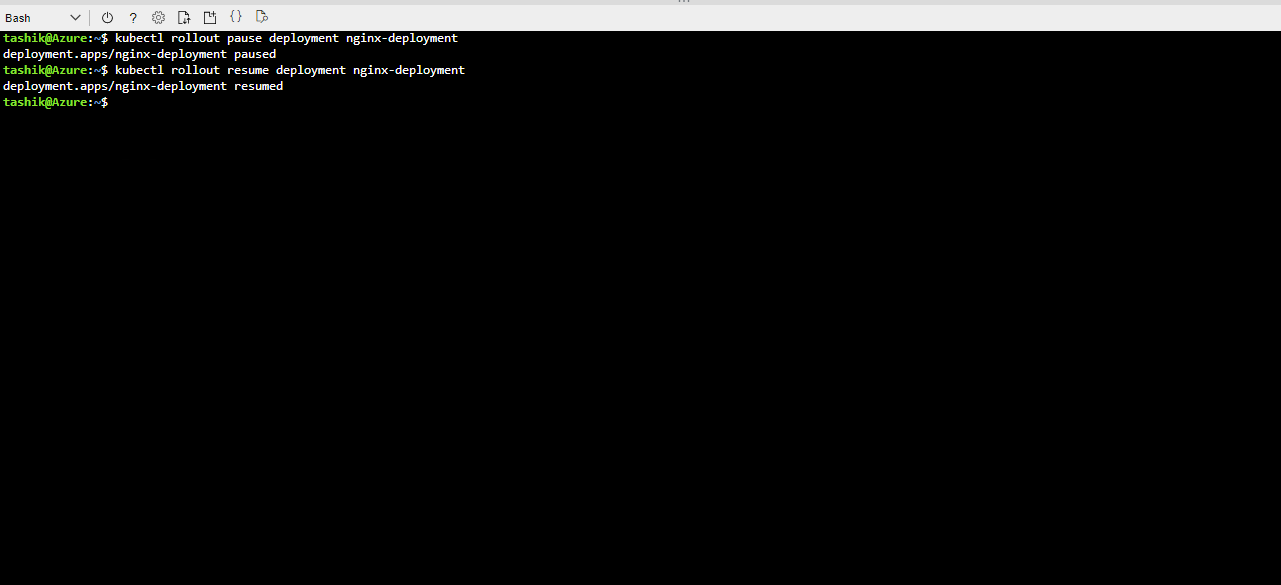 Bash
tashik@Azure:~$ kubectl rollout pause deployment nginx-deployment
deployment.apps/nginx-deployment paused
tashik@Azure:~$ kubectl rollout resume deployment nginx-deployment
deployment.apps/nginx-deployment resumed
tashik@Azure:~$